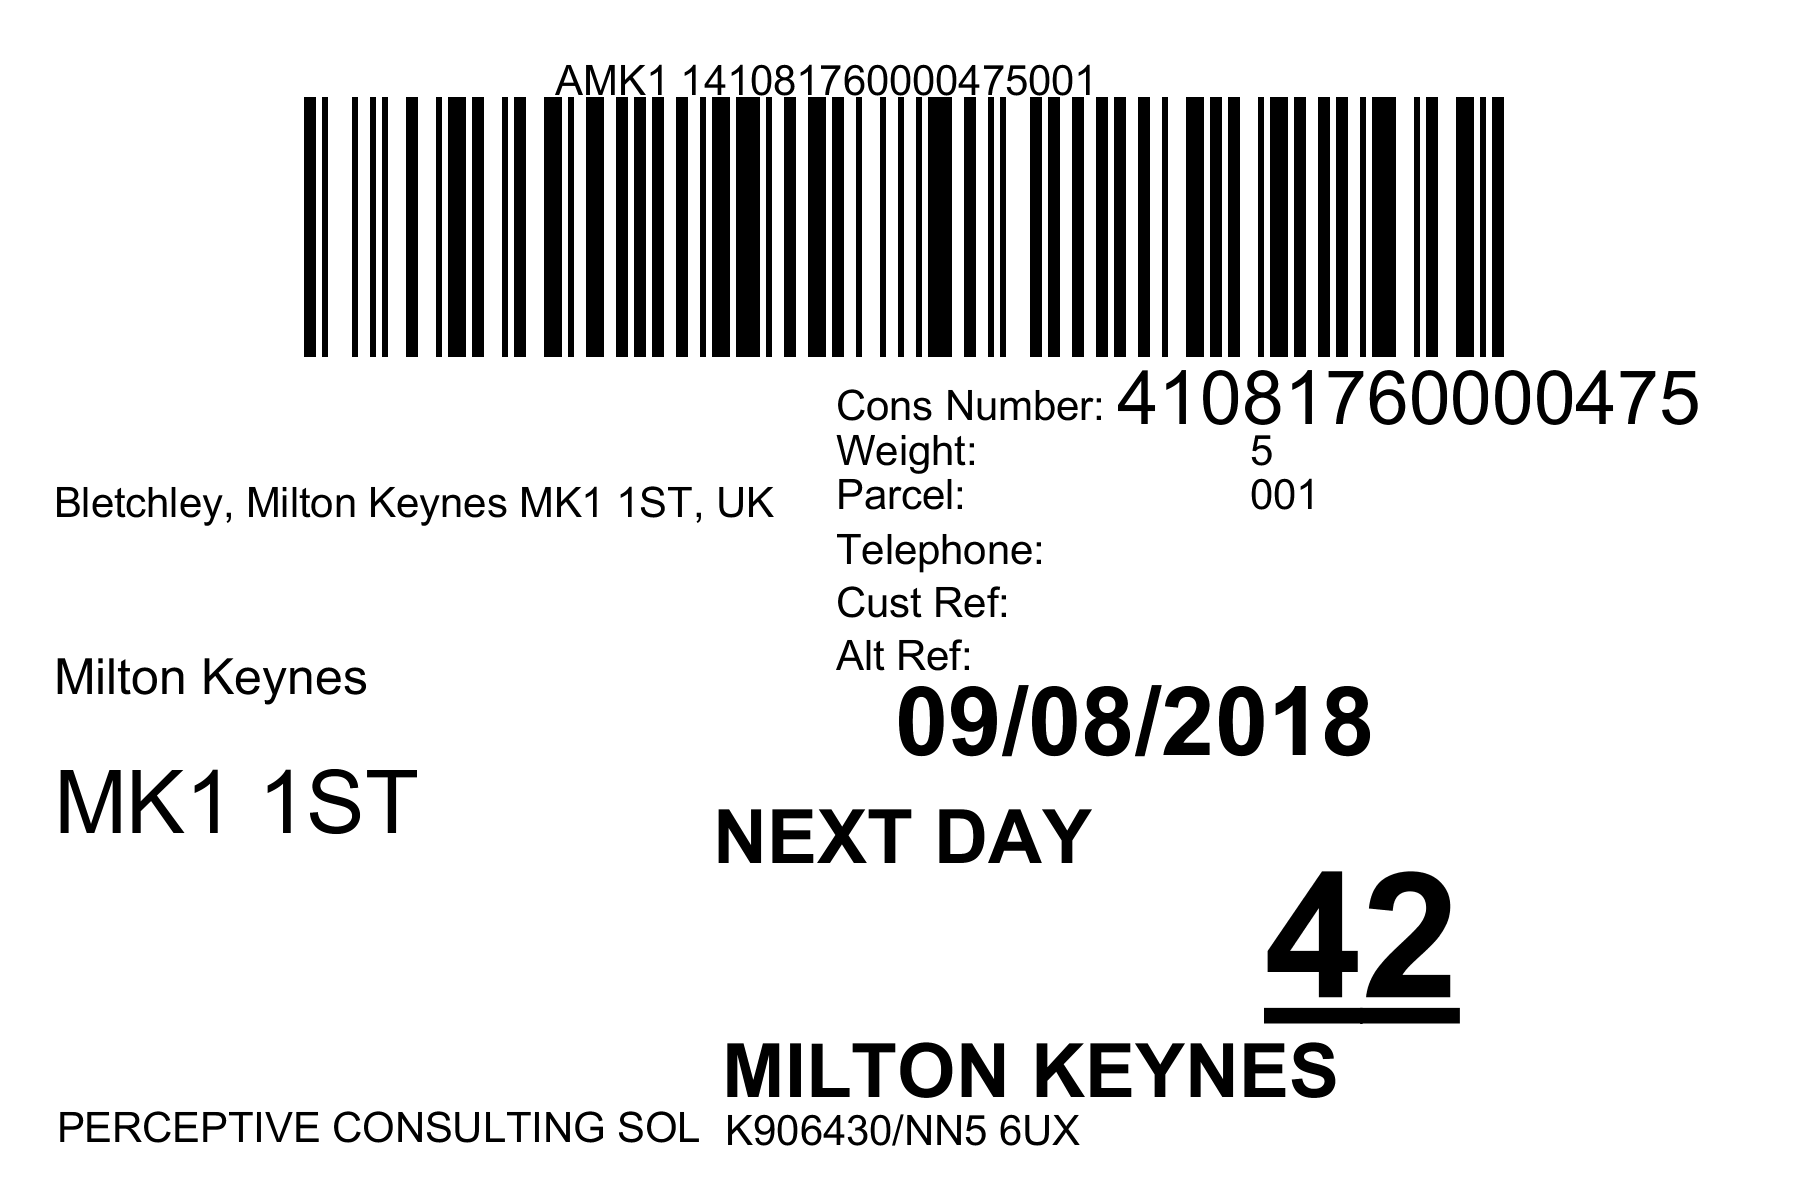 AMK1 141081760000475001
Cons Number: 41081760000475
Weight: 5
Bletchley, Milton Keynes MK1 1ST, UK
Parcel: 001
Telephone:
Cust Ref:
Alt Ref:
Milton Keynes
09/08/2018
MK1 1ST
NEXT DAY
42
MILTON KEYNES
PERCEPTIVE CONSULTING SOL K906430/NN5 6UX